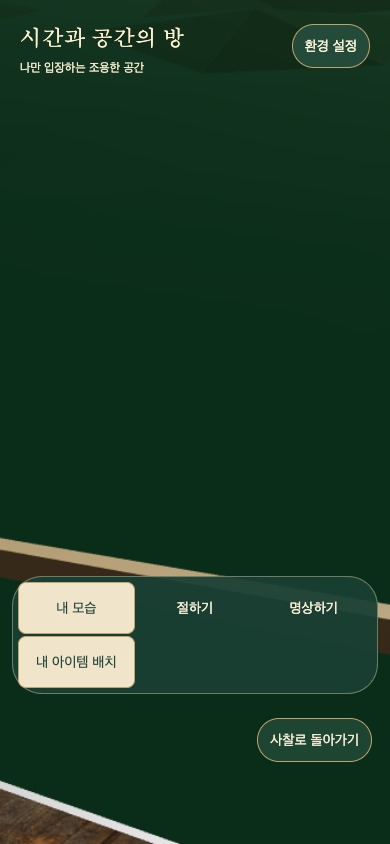 시간과 공간의 방
나만 입장하는 조용한 공간
환경 설정
내 모습
절하기
명상하기
내 아이템 배치
사찰로 돌아가기